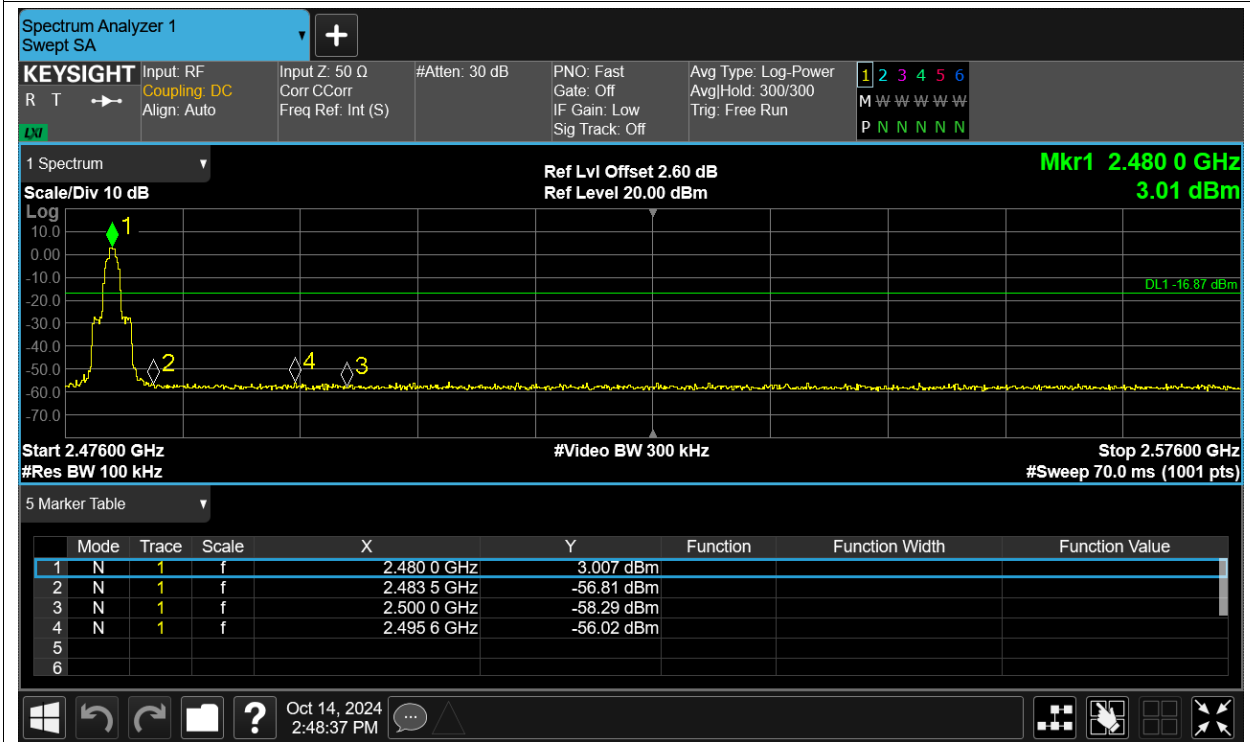 Spectrum Analyzer 1
Swept SA
+
KEYSIGHT
R T
LXI
Input: RF
Coupling: DC
Align: Auto
Input Z: 50 Ω
Corr CCorr
Freq Ref: Int (S)
#Atten: 30 dB
PNO: Fast
Gate: Off
IF Gain: Low
Sig Track: Off
Avg Type: Log-Power
Avg|Hold: 300/300
Trig: Free Run
1 2 3 4 5 6
M W W W W W
P N N N N N
1 Spectrum
Scale/Div 10 dB
Ref Lvl Offset 2.60 dB
Ref Level 20.00 dBm
Mkr1 2.480 0 GHz
3.01 dBm
Log
10.0
0.00
-10.0
-20.0
-30.0
-40.0
-50.0
-60.0
-70.0
1
2
4
3
DL1 -16.87 dBm
Start 2.47600 GHz
#Video BW 300 kHz
Stop 2.57600 GHz
#Res BW 100 kHz
#Sweep 70.0 ms (1001 pts)
5 Marker Table
Mode Trace Scale X Y Function Function Width Function Value
1 N 1 f 2.480 0 GHz 3.007 dBm
2 N 1 f 2.483 5 GHz -56.81 dBm
3 N 1 f 2.500 0 GHz -58.29 dBm
4 N 1 f 2.495 6 GHz -56.02 dBm
5
6
?
Oct 14, 2024
2:48:37 PM